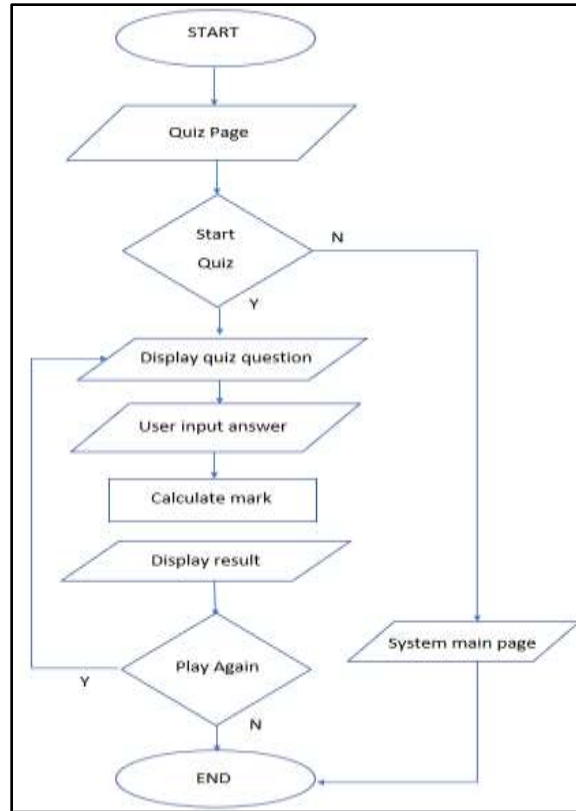 START
Quiz Page
Start
Quiz
N
Y
Display quiz question
User input answer
Calculate mark
Display result
Play Again
System main page
Y
N
END